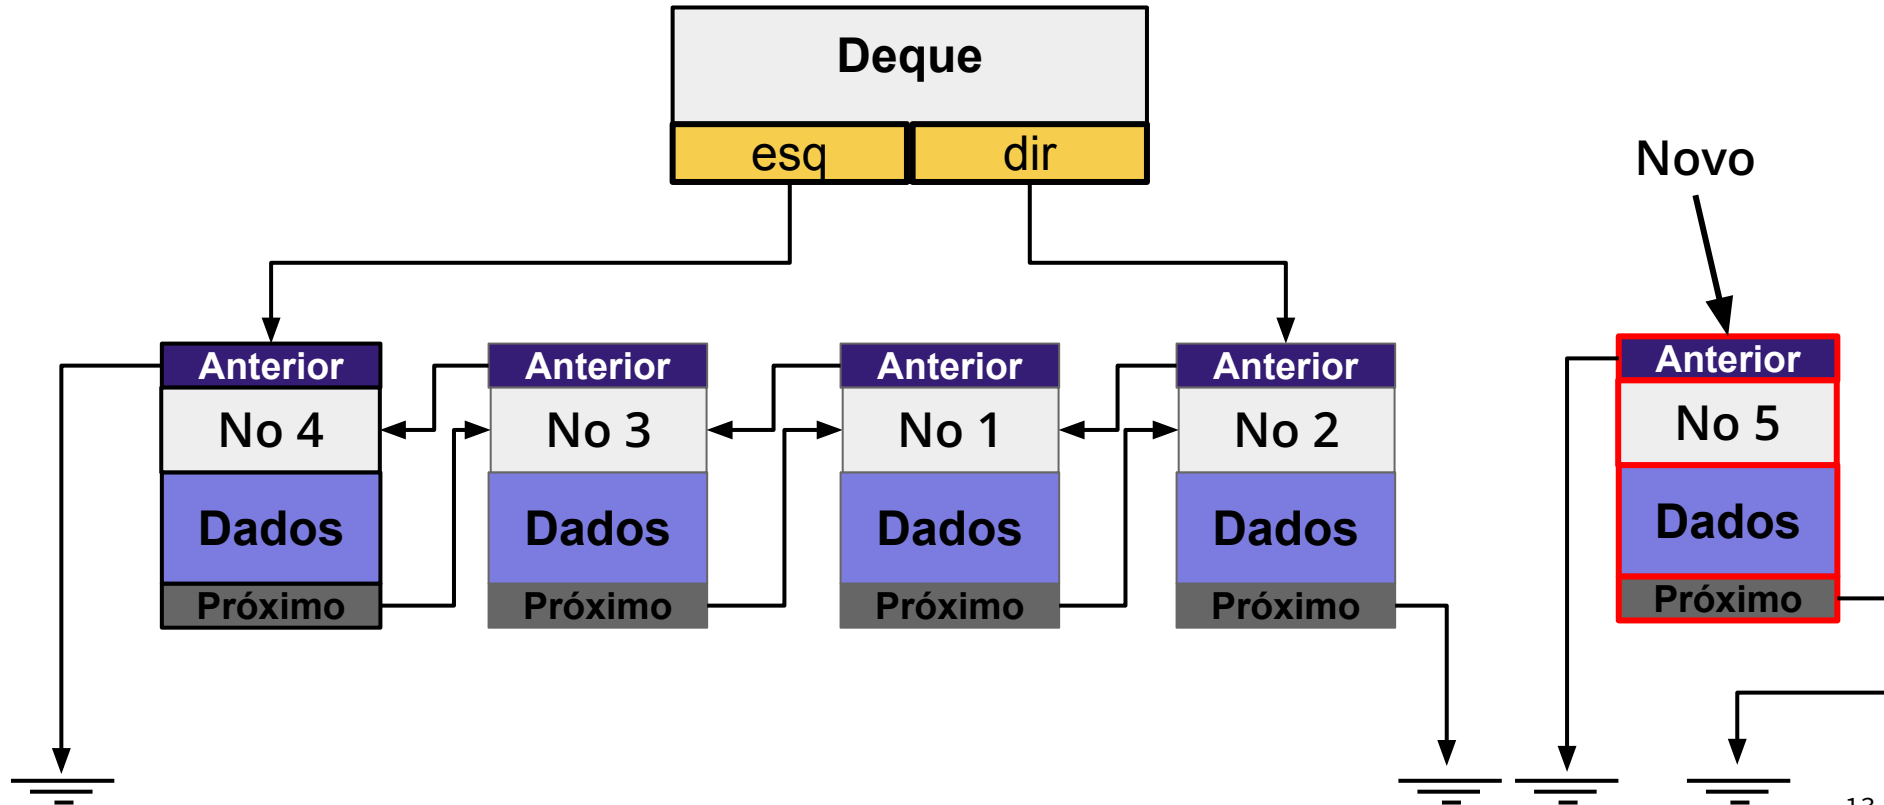 Deque
esq dir
Novo
Anterior Anterior Anterior Anterior Anterior
No 4 No 3 No 1 No 2 No 5
Dados Dados Dados Dados Dados
Próximo Próximo Próximo Próximo Próximo